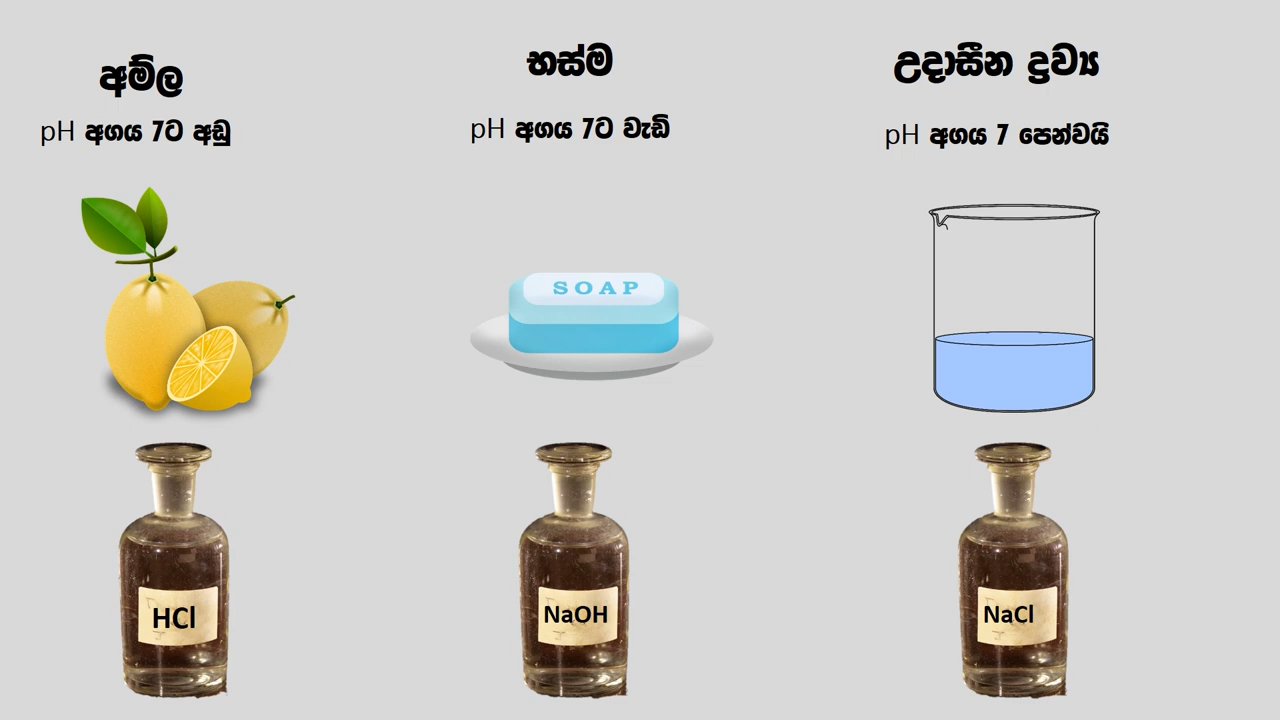 අම්ල
pH අගය 7ට අඩු
භස්ම
pH අගය 7ට වැඩි
උදාසීන ද්‍රව්‍ය
pH අගය 7 පෙන්වයි
SOAP
HCl
NaOH
NaCl